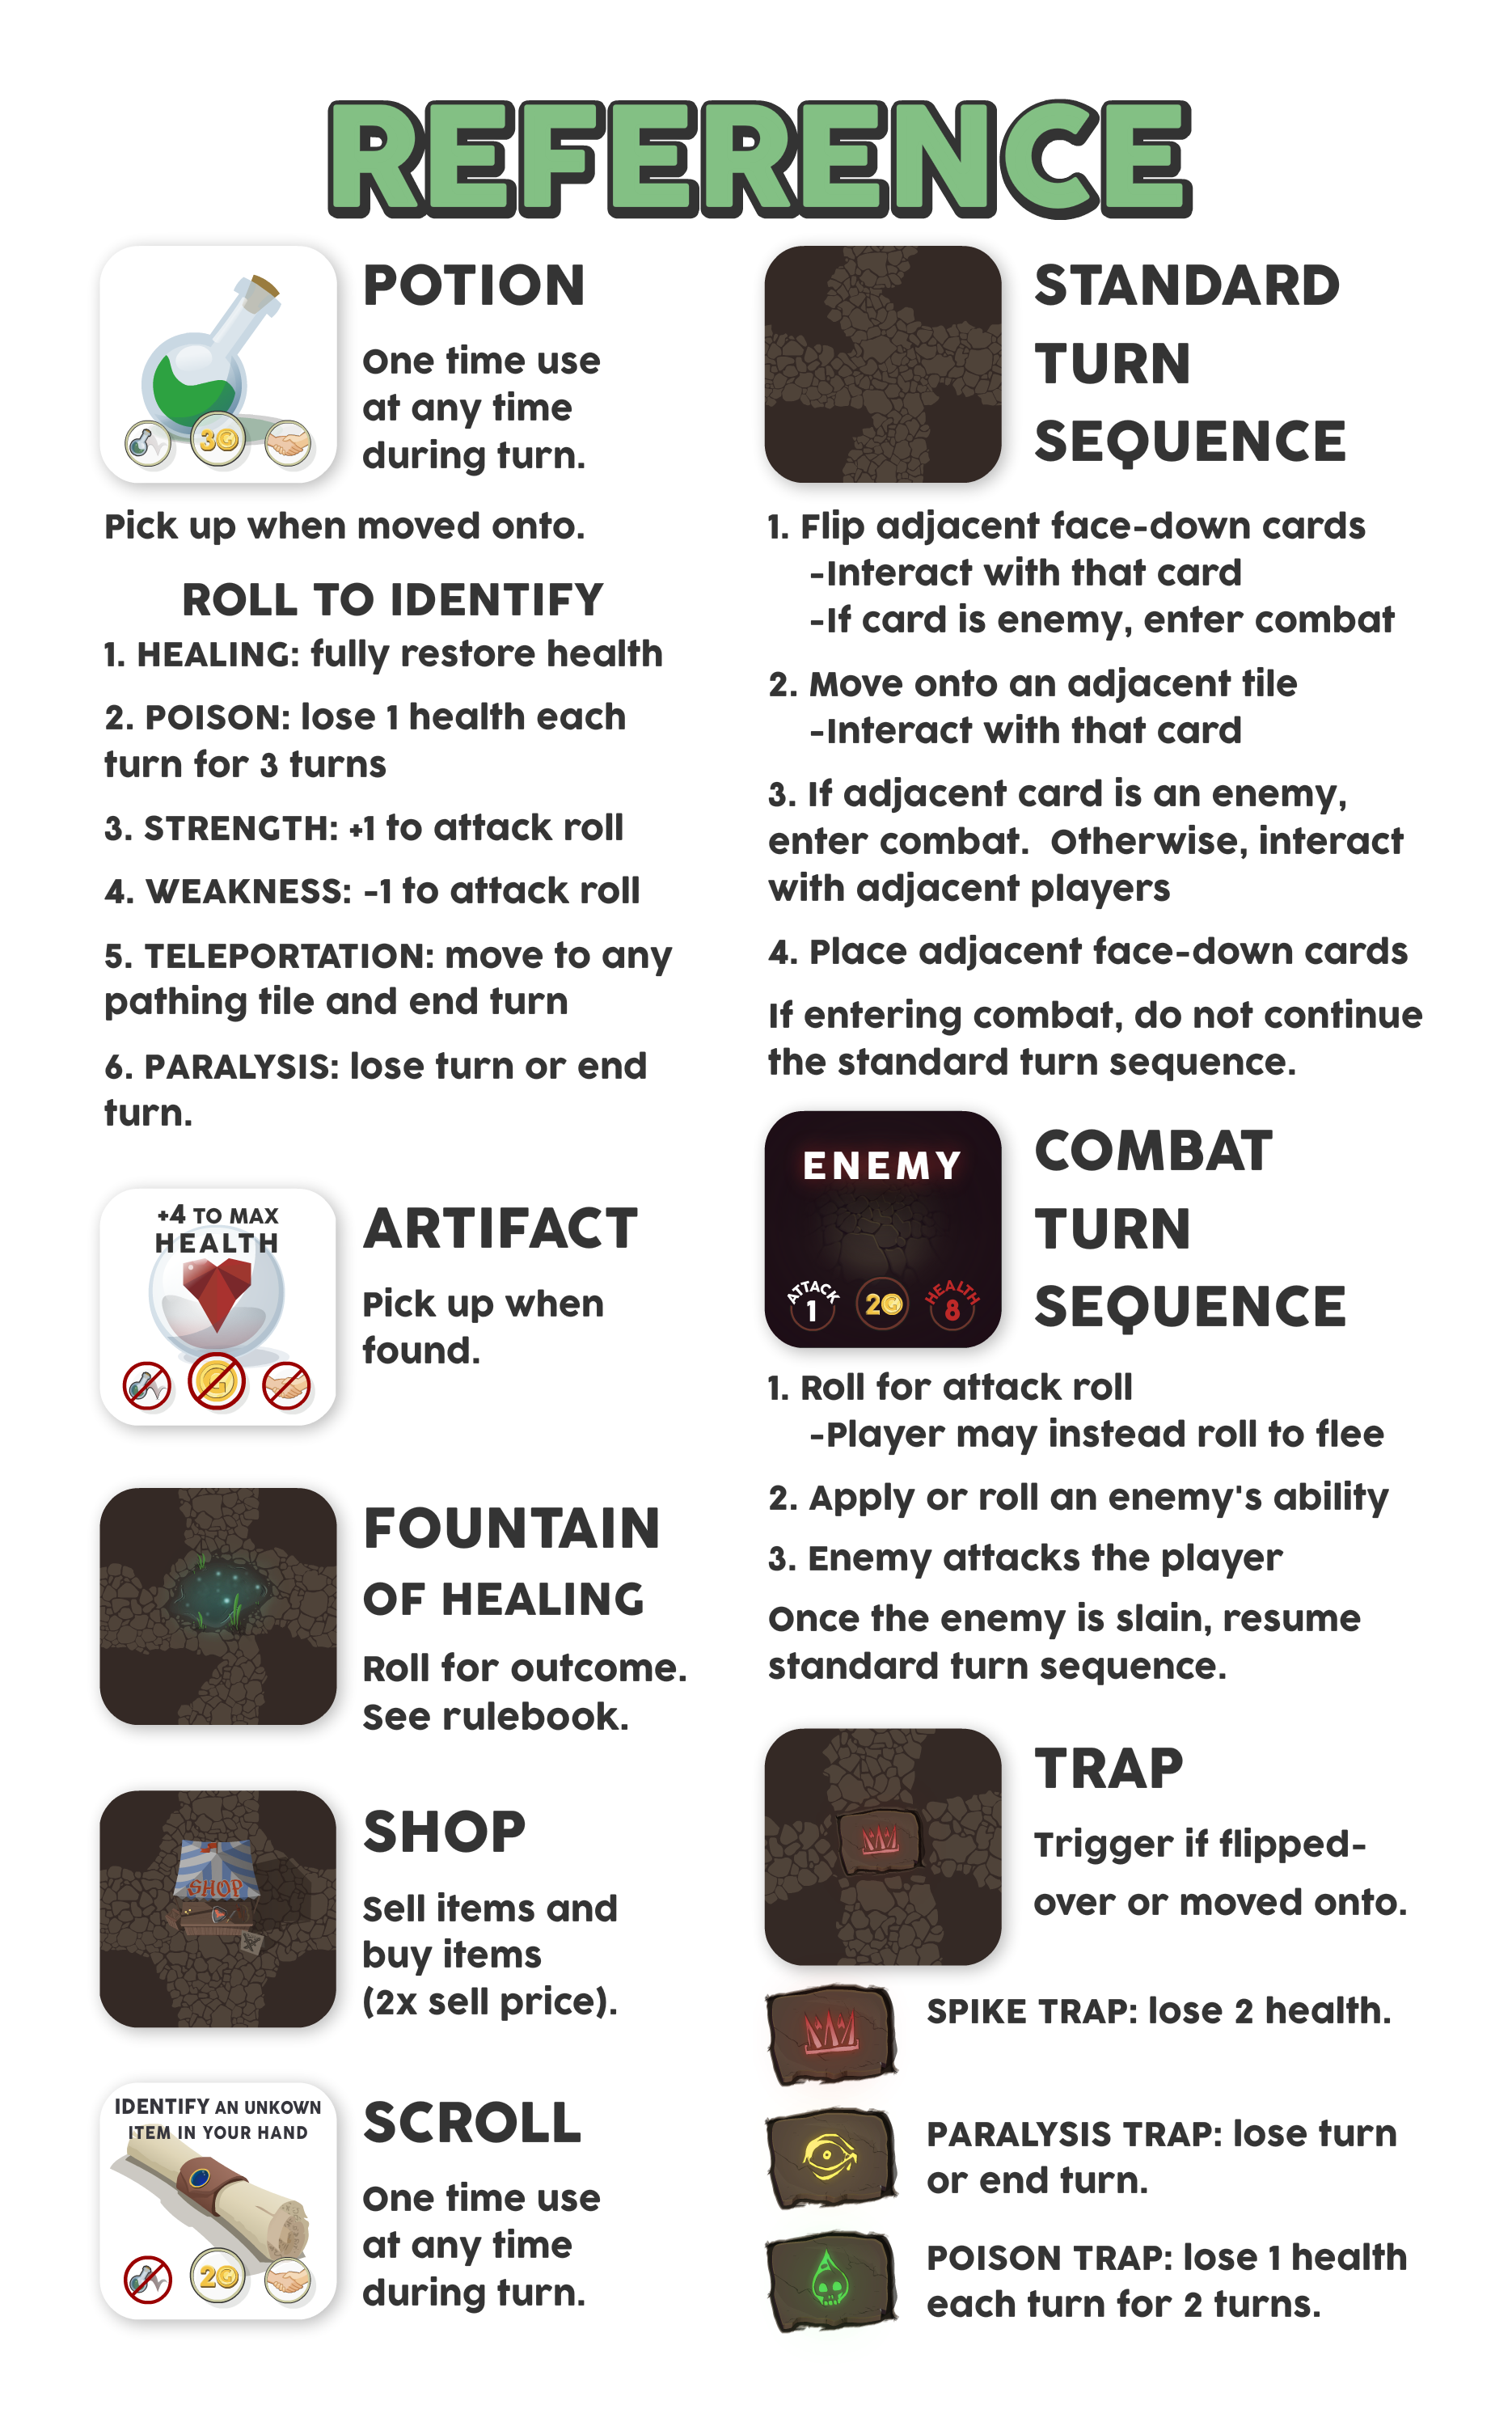 REFERENCE
POTION
One time use
at any time
during turn.
3G
Pick up when moved onto.
ROLL TO IDENTIFY
1. HEALING: fully restore health
2. POISON: lose 1 health each
turn for 3 turns
3. STRENGTH: +1 to attack roll
4. WEAKNESS: -1 to attack roll
5. TELEPORTATION: move to any
pathing tile and end turn
6. PARALYSIS: lose turn or end
turn.
+4 TO MAX
HEALTH
G
ARTIFACT
Pick up when
found.
FOUNTAIN
OF HEALING
Roll for outcome.
See rulebook.
SHOP
SHOP
Sell items and
buy items
(2x sell price).
IDENTIFY AN UNKOWN
ITEM IN YOUR HAND
2G
SCROLL
One time use
at any time
during turn.
STANDARD
TURN
SEQUENCE
1. Flip adjacent face-down cards
-Interact with that card
-If card is enemy, enter combat
2. Move onto an adjacent tile
-Interact with that card
3. If adjacent card is an enemy,
enter combat.  Otherwise, interact
with adjacent players
4. Place adjacent face-down cards
If entering combat, do not continue
the standard turn sequence.
ENEMY
ATTACK
1
2G
HEALTH
8
COMBAT
TURN
SEQUENCE
1. Roll for attack roll
-Player may instead roll to flee
2. Apply or roll an enemy's ability
3. Enemy attacks the player
Once the enemy is slain, resume
standard turn sequence.
TRAP
Trigger if flipped-
over or moved onto.
SPIKE TRAP: lose 2 health.
PARALYSIS TRAP: lose turn
or end turn.
POISON TRAP: lose 1 health
each turn for 2 turns.